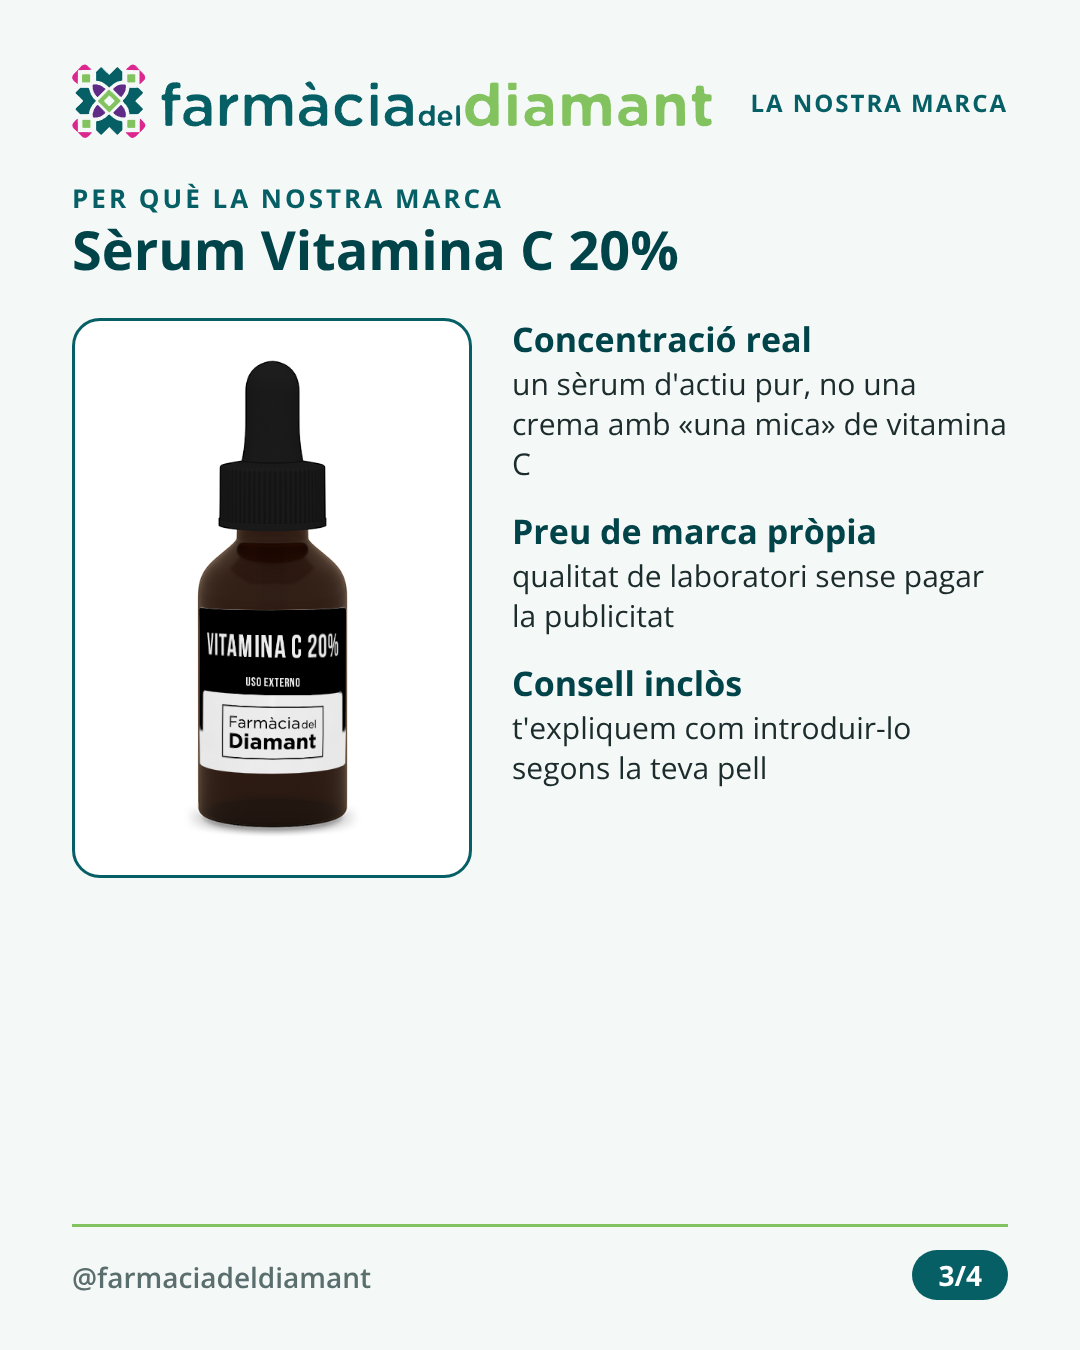 farmàciadeldiamant
LA NOSTRA MARCA
PER QUÈ LA NOSTRA MARCA
Sèrum Vitamina C 20%
VITAMINA C 20%
USO EXTERNO
Farmàcia del
Diamant
Concentració real
un sèrum d'actiu pur, no una
crema amb «una mica» de vitamina
C
Preu de marca pròpia
qualitat de laboratori sense pagar
la publicitat
Consell inclòs
t'expliquem com introduir-lo
segons la teva pell
@farmaciadeldiamant
3/4